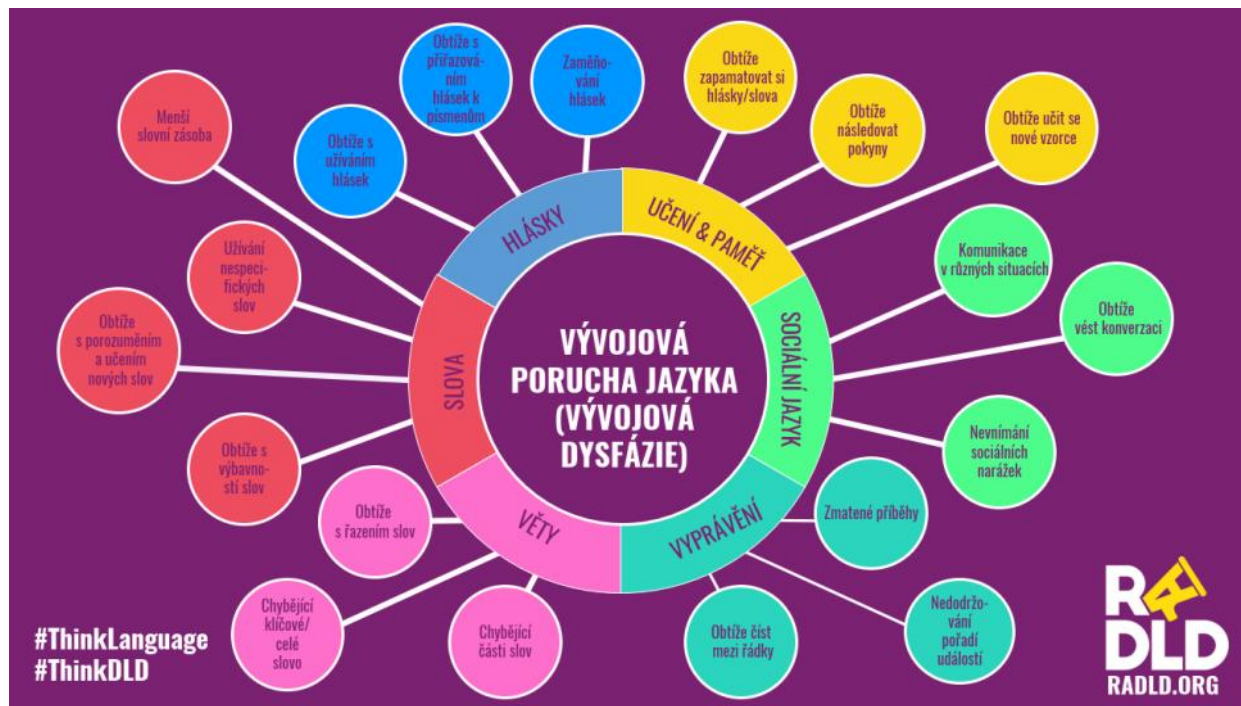 Obtíže s
přiřazová-
ním
hlásek k
písmenům
Zaměňo-
vání
hlásek
Obtíže
zapamatovat si
hlásky/slova
Obtíže
následovat
pokyny
Obtíže učit se
nové vzorce
Menší
slovní zásoba
Obtíže s
užíváním
hlásek
HLÁSKY
UČENÍ & PAMĚŤ
Užívání
nespeci-
fických
slov
Komunikace
v různých situacích
Obtíže
s porozuměním
a učením
nových slov
Obtíže
vést konverzaci
SLOVA
VÝVOJOVÁ
PORUCHA JAZYKA
(VÝVOJOVÁ
DYSFÁZIE)
SOCIÁLNÍ JAZYK
Obtíže s
výbavno-
stí slov
Nevnímání
sociálních
narážek
Obtíže
s řazením slov
VĚTY
VYPRÁVĚNÍ
Zmatené příběhy
Chybějící
klíčové/
celé
slovo
Chybějící
části slov
Obtíže číst
mezi řádky
Nedodržo-
vání
pořadí
událostí
#ThinkLanguage
#ThinkDLD
RADLD
RADLD.ORG